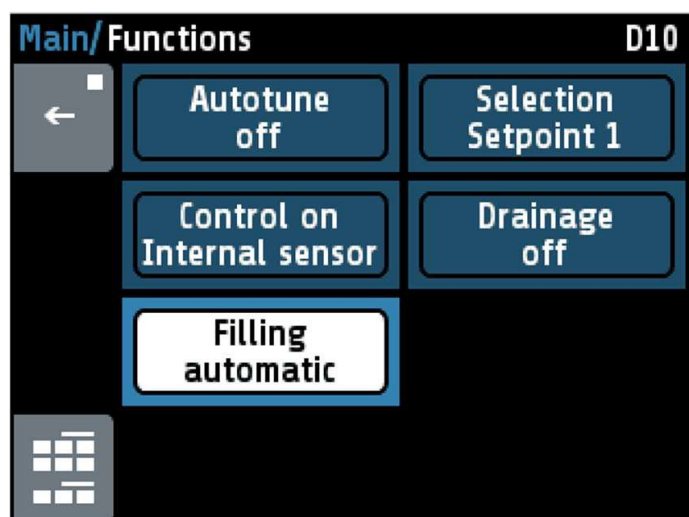 Main/Functions D10
Autotune
off
Selection
Setpoint 1
Control on
Internal sensor
Drainage
off
Filling
automatic